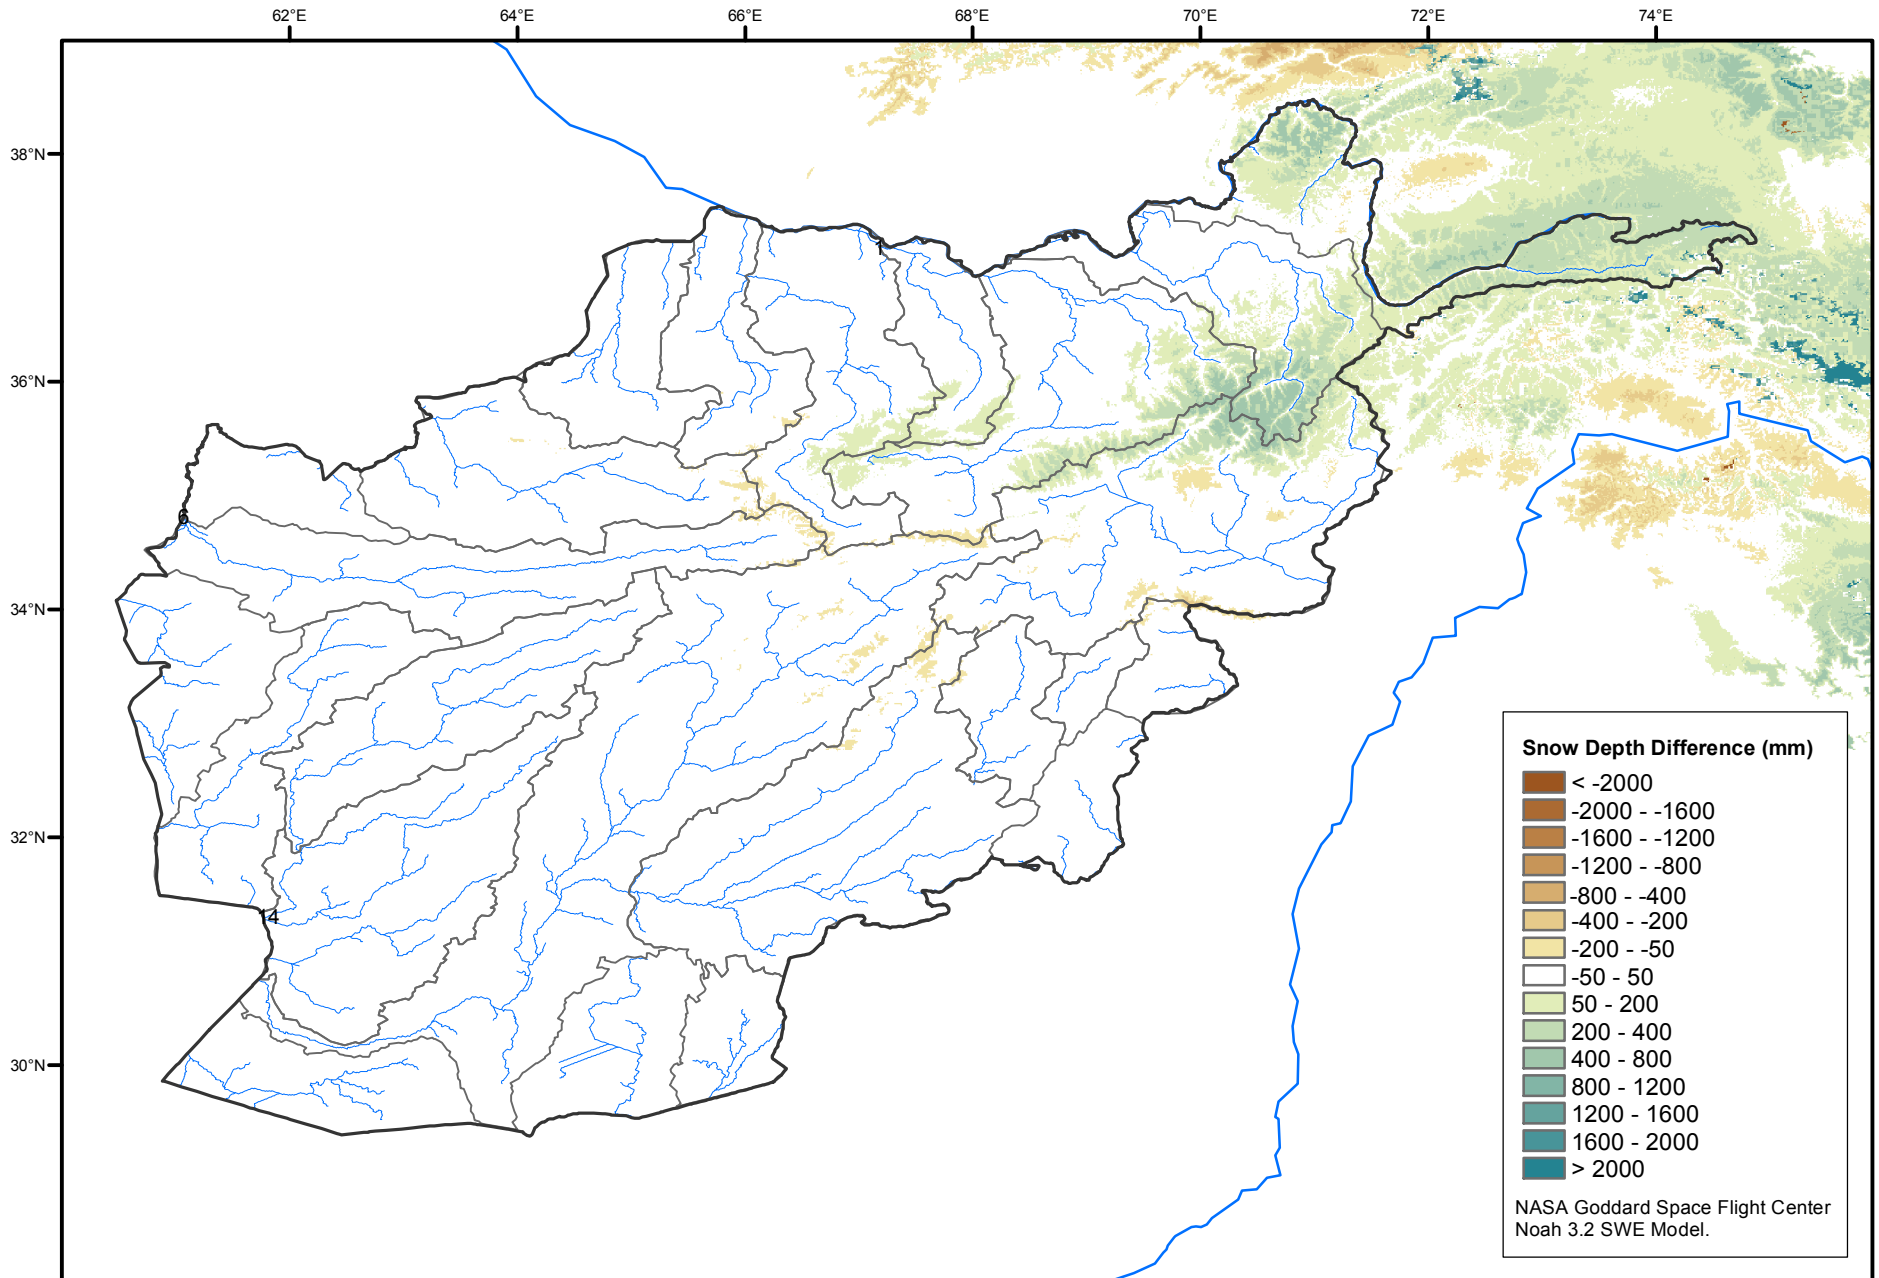 62°E 64°E 66°E 68°E 70°E 72°E 74°E
38°N
1
36°N
6
34°N
32°N
14
30°N
Snow Depth Difference (mm)
< -2000
-2000 - -1600
-1600 - -1200
-1200 - -800
-800 - -400
-400 - -200
-200 - -50
-50 - 50
50 - 200
200 - 400
400 - 800
800 - 1200
1200 - 1600
1600 - 2000
> 2000
NASA Goddard Space Flight Center
Noah 3.2 SWE Model.